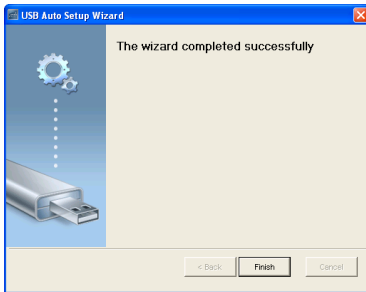 USB Auto Setup Wizard
The wizard completed successfully
< Back
Finish
Cancel